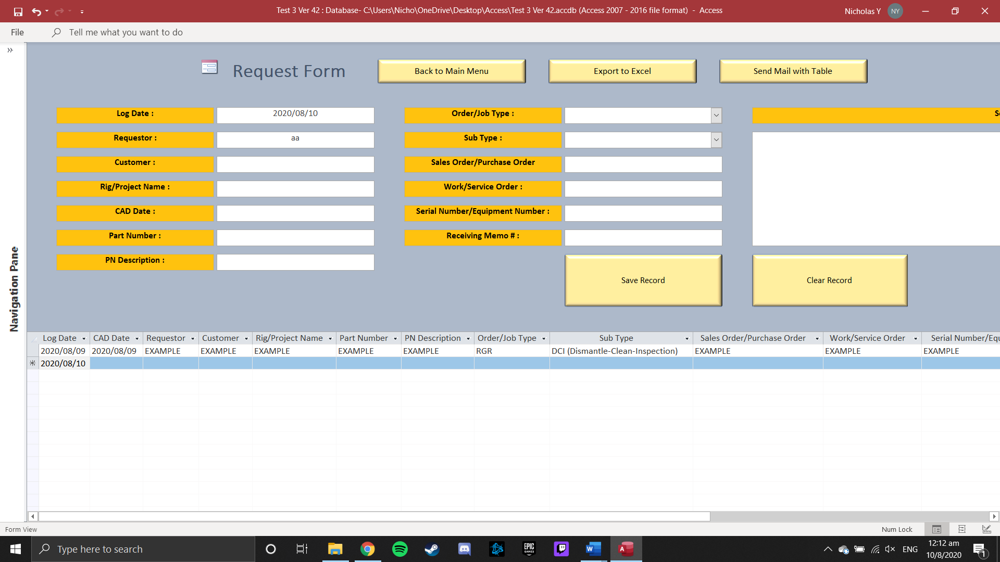 Test 3 Ver 42 : Database- C:\Users\Nicho\OneDrive\Desktop\Access\Test 3 Ver 42.accdb (Access 2007 - 2016 file format)  -  Access
Nicholas Y
NY
File
Tell me what you want to do
Request Form
Back to Main Menu
Export to Excel
Send Mail with Table
Log Date :
2020/08/10
Order/Job Type :
Requestor :
aa
Sub Type :
Customer :
Sales Order/Purchase Order
Rig/Project Name :
Work/Service Order :
CAD Date :
Serial Number/Equipment Number :
Part Number :
Receiving Memo # :
PN Description :
Save Record
Clear Record
Navigation Pane
Log Date CAD Date Requestor Customer Rig/Project Name Part Number PN Description Order/Job Type Sub Type Sales Order/Purchase Order Work/Service Order Serial Number/Equ
2020/08/09 2020/08/09 EXAMPLE EXAMPLE EXAMPLE EXAMPLE EXAMPLE RGR DCI (Dismantle-Clean-Inspection) EXAMPLE EXAMPLE EXAMPLE
2020/08/10
Form View
Num Lock
Type here to search
EPIC
GAMES
ENG
12:12 am
10/8/2020
1